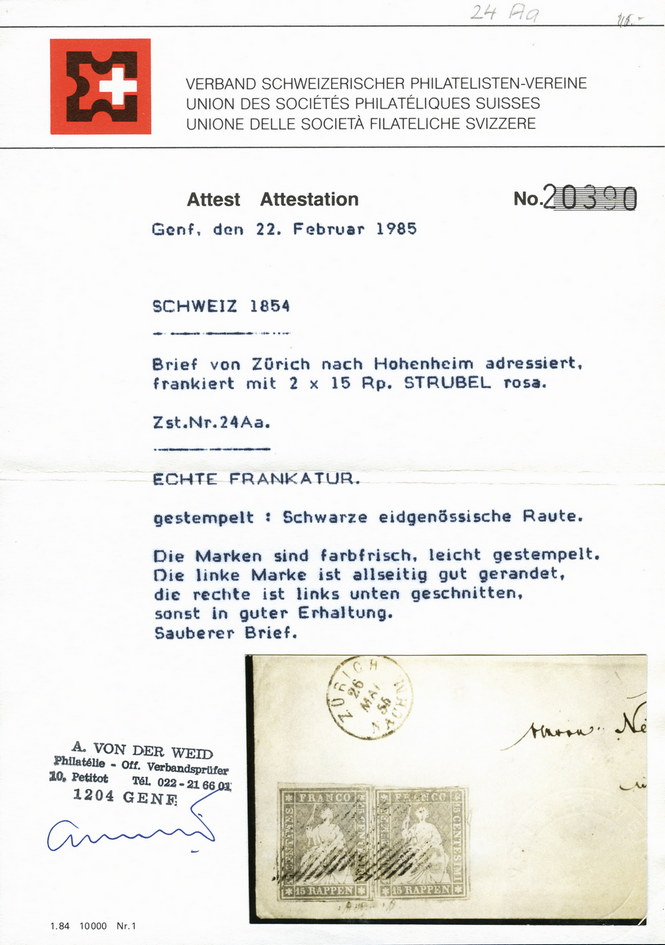 24 Aa
VERBAND SCHWEIZERISCHER PHILATELISTEN-VEREINE
UNION DES SOCIÉTÉS PHILATÉLIQUES SUISSES
UNIONE DELLE SOCIETÀ FILATELICHE SVIZZERE
Attest Attestation No. 20390
Genf, den 22. Februar 1985
SCHWEIZ 1854
Brief von Zürich nach Hohenheim adressiert,
frankiert mit 2 x 15 Rp. STRUBEL rosa.
Zst.Nr.24Aa.
ECHTE FRANKATUR.
gestempelt : Schwarze eidgenössische Raute.
Die Marken sind farbfrisch, leicht gestempelt.
Die linke Marke ist allseitig gut gerandet,
die rechte ist links unten geschnitten,
sonst in guter Erhaltung.
Sauberer Brief.
ZÜRICH
26
MAI
55
NACHM
A. VON DER WEID
Philatélie - Off. Verbandsprüfer
10, Petitot Tél. 022 - 21 66 01
1204 GENF
FRANCO FRANCO
CENTESIMI
15 RAPPEN 15 RAPPEN
1.84 10000 Nr.1